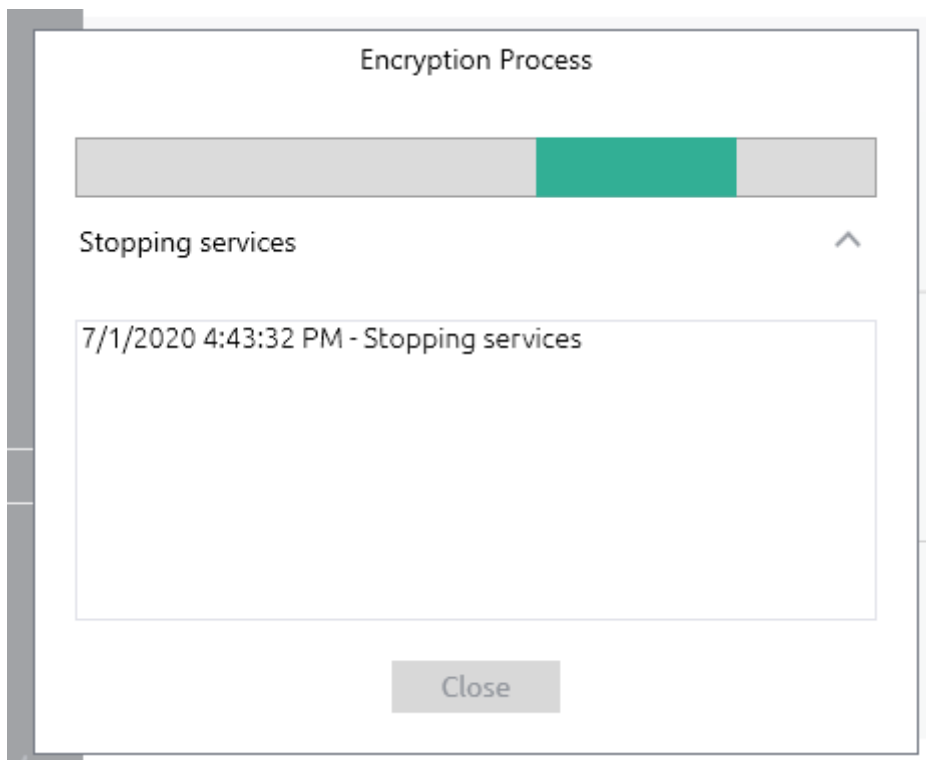 Encryption Process
Stopping services
7/1/2020 4:43:32 PM - Stopping services
Close